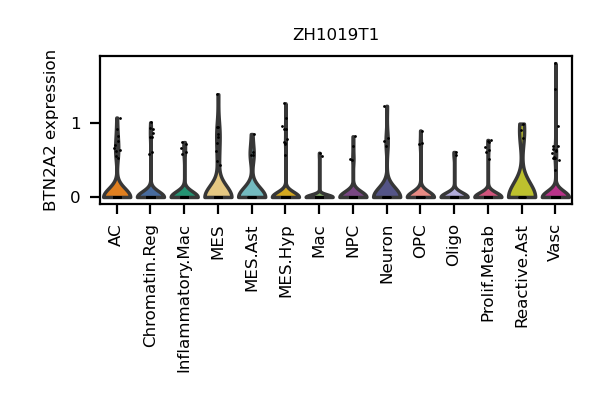 ZH1019T1
BTN2A2 expression
1
0
AC
Chromatin.Reg
Inflammatory.Mac
MES
MES.Ast
MES.Hyp
Mac
NPC
Neuron
OPC
Oligo
Prolif.Metab
Reactive.Ast
Vasc